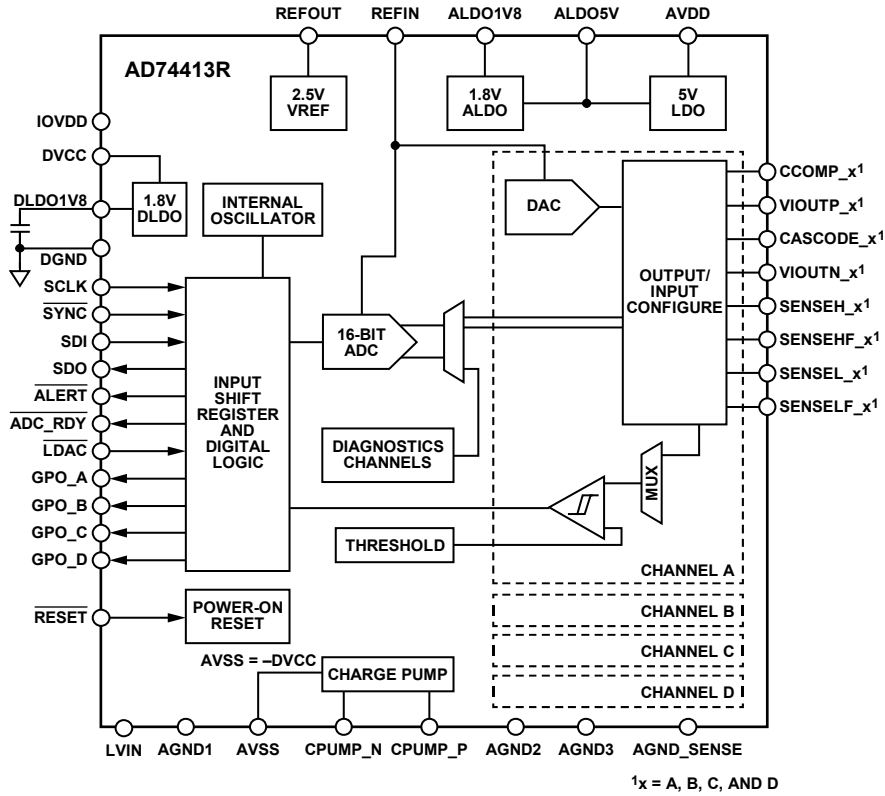 REFOUT REFIN ALDO1V8 ALDO5V AVDD
AD74413R
2.5V
VREF
1.8V
ALDO
5V
LDO
IOVDD
DVCC
DLDO1V8
1.8V
DLDO
DGND
INTERNAL
OSCILLATOR
DAC
OUTPUT/
INPUT
CONFIGURE
CCOMP_x1
VIOUTP_x1
CASCODE_x1
VIOUTN_x1
SENSEH_x1
SENSEHF_x1
SENSEL_x1
SENSELF_x1
SCLK
SYNC
SDI
SDO
ALERT
ADC_RDY
LDAC
GPO_A
GPO_B
GPO_C
GPO_D
INPUT
SHIFT
REGISTER
AND
DIGITAL
LOGIC
16-BIT
ADC
DIAGNOSTICS
CHANNELS
MUX
THRESHOLD
CHANNEL A
CHANNEL B
CHANNEL C
CHANNEL D
RESET
POWER-ON
RESET
AVSS = –DVCC
CHARGE PUMP
LVIN AGND1 AVSS CPUMP_N CPUMP_P AGND2 AGND3 AGND_SENSE
1x = A, B, C, AND D